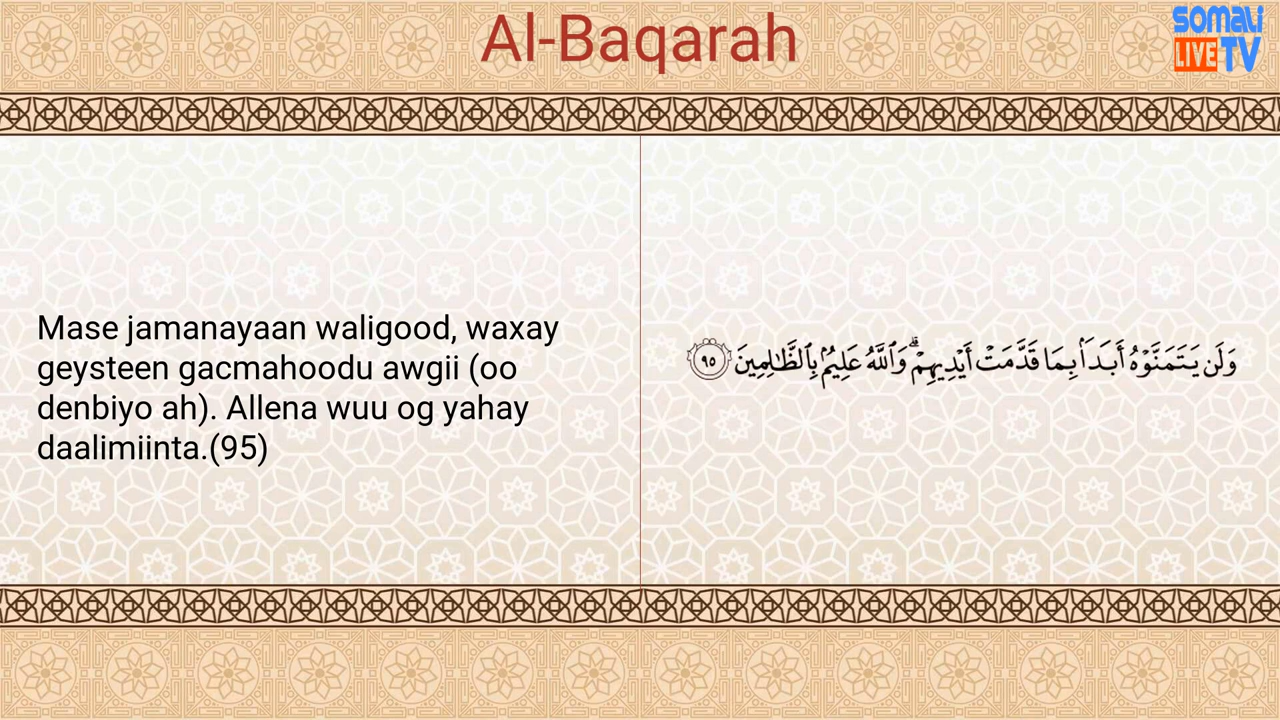 Al-Baqarah
somali
LIVE TV
Mase jamanayaan waligood, waxay
geysteen gacmahoodu awgii (oo
denbiyo ah). Allena wuu og yahay
daalimiinta.(95)
وَلَن يَتَمَنَّوْهُ أَبَدَۢا بِمَا قَدَّمَتْ أَيْدِيهِمْ ۗ وَٱللَّهُ عَلِيمُۢ بِٱلظَّٰلِمِينَ ٩٥